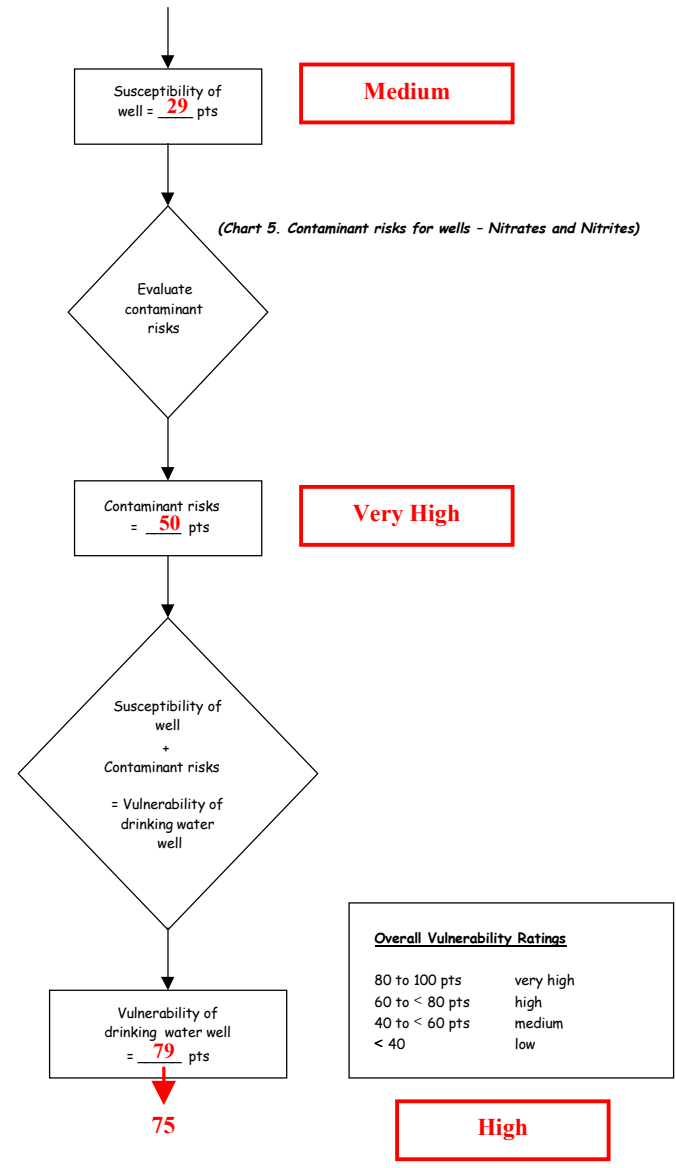 Susceptibility of
well = 29 pts
Medium
(Chart 5. Contaminant risks for wells – Nitrates and Nitrites)
Evaluate
contaminant
risks
Contaminant risks
= 50 pts
Very High
Susceptibility of
well
+
Contaminant risks
= Vulnerability of
drinking water
well
Vulnerability of
drinking water well
= 79 pts
75
Overall Vulnerability Ratings
80 to 100 pts very high
60 to < 80 pts high
40 to < 60 pts medium
< 40 low
High